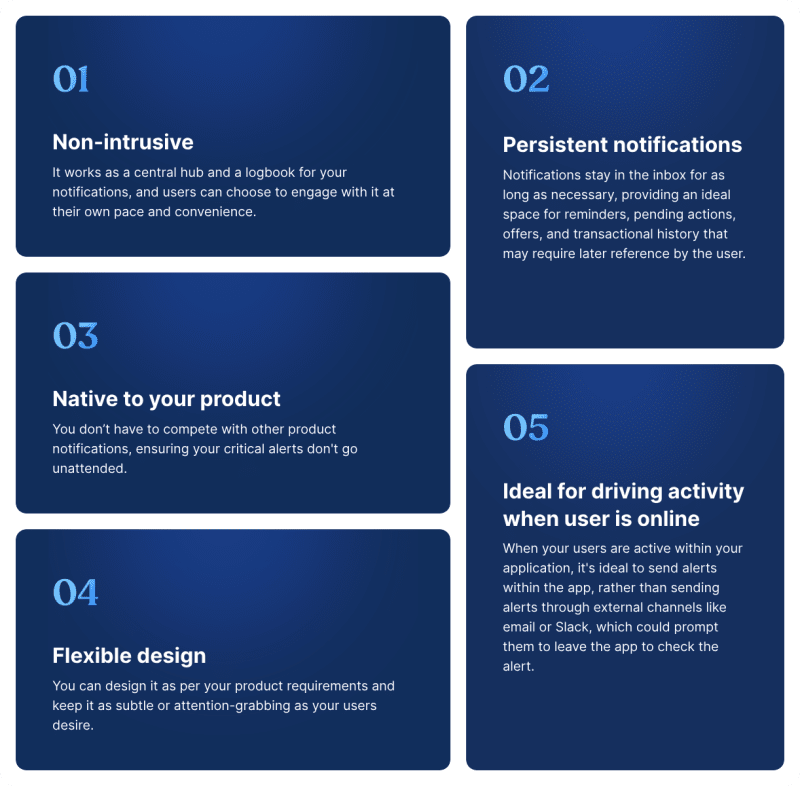 01
Non-intrusive
It works as a central hub and a logbook for your
notifications, and users can choose to engage with it at
their own pace and convenience.
02
Persistent notifications
Notifications stay in the inbox for as
long as necessary, providing an ideal
space for reminders, pending actions,
offers, and transactional history that
may require later reference by the user.
03
Native to your product
You don’t have to compete with other product
notifications, ensuring your critical alerts don't go
unattended.
04
Flexible design
You can design it as per your product requirements and
keep it as subtle or attention-grabbing as your users
desire.
05
Ideal for driving activity
when user is online
When your users are active within your
application, it's ideal to send alerts
within the app, rather than sending
alerts through external channels like
email or Slack, which could prompt
them to leave the app to check the
alert.